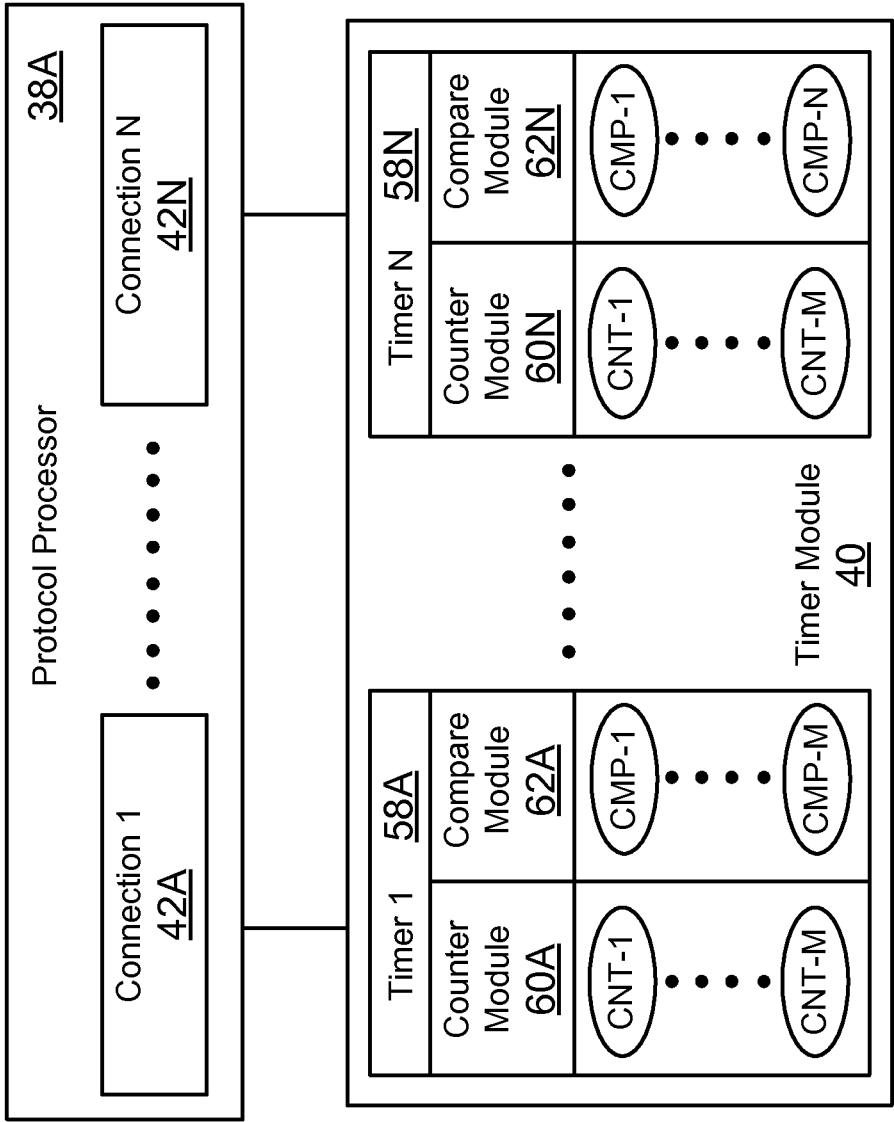 Protocol Processor
38A
Connection 1
42A
Connection N
42N
Timer 1
58A
Counter
Module
60A
Compare
Module
62A
CNT-1
CNT-M
CMP-1
CMP-M
Timer N
58N
Counter
Module
60N
Compare
Module
62N
CNT-1
CNT-M
CMP-1
CMP-N
Timer Module
40